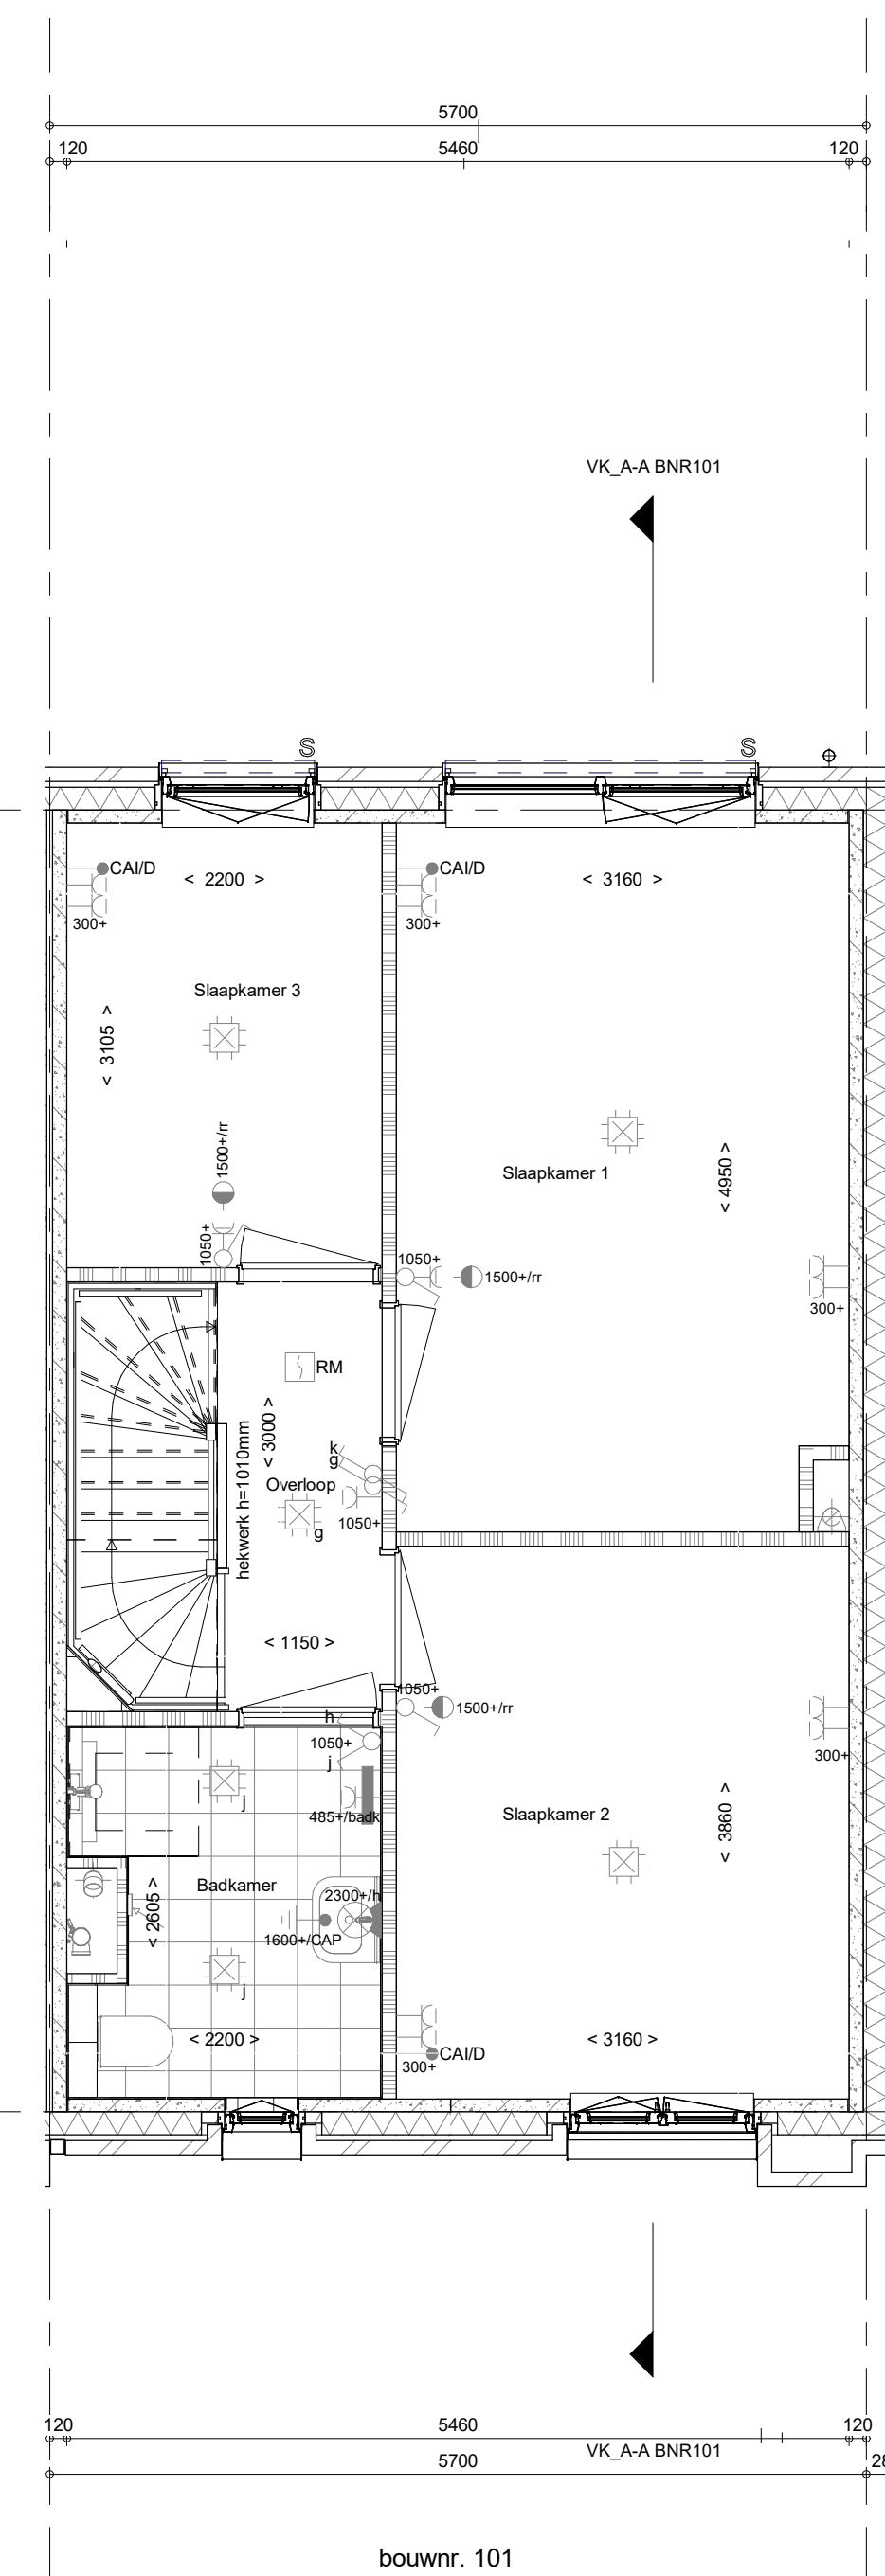 5700
120 5460 120
VK_A-A BNR101
S S
CAI/D CAI/D
< 2200 > < 3160 >
300+ 300+
Slaapkamer 3
< 3105 >
1500+/rr
Slaapkamer 1
< 4950 >
1050+
1050+
1500+/rr
300+
RM
< 3000 >
hekwerk h=1010mm
k
g
Overloop
1050+
g
< 1150 >
1050+
1500+/rr
h
1050+
j
300+
j
485+/badk
Slaapkamer 2
< 3860 >
Badkamer
2300+/h
< 2605 >
1600+/CAP
j
< 2200 > < 3160 >
CAI/D
300+
120 5460 120
VK_A-A BNR101
5700
28
bouwnr. 101